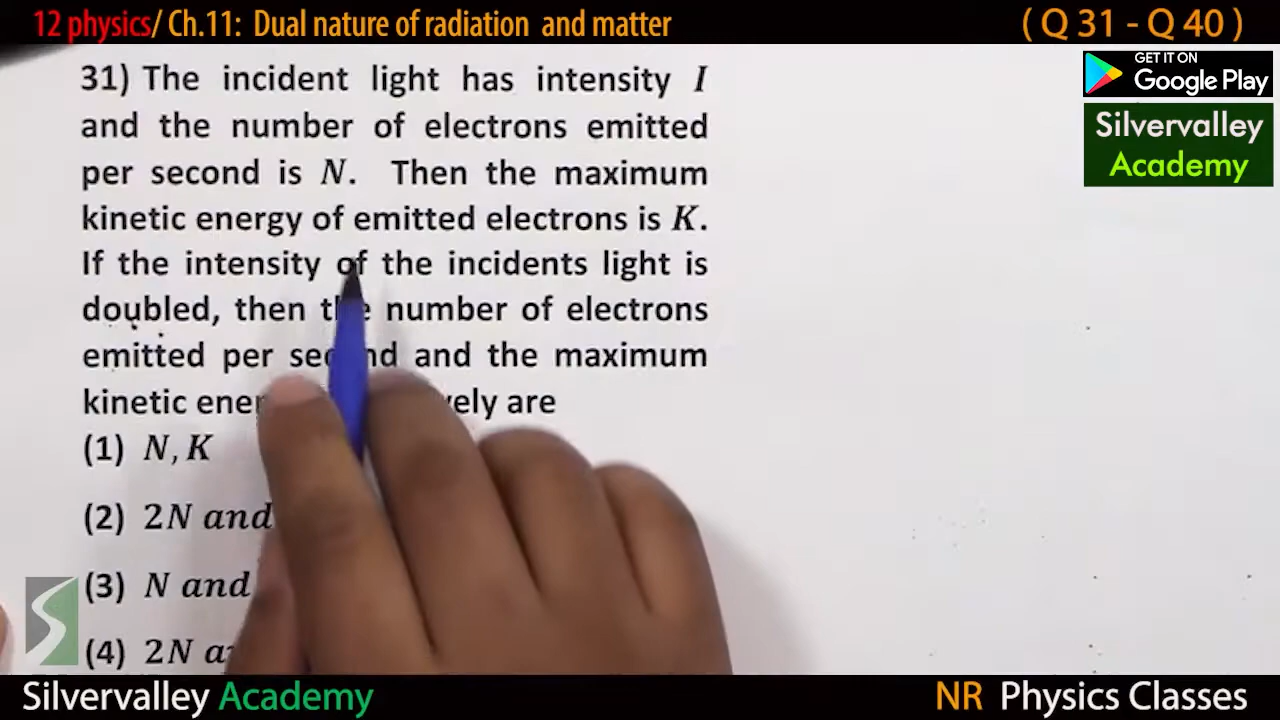 12 physics/ Ch.11: Dual nature of radiation and matter
( Q 31 - Q 40 )
GET IT ON
Google Play
Silvervalley
Academy
31) The incident light has intensity I
and the number of electrons emitted
per second is N. Then the maximum
kinetic energy of emitted electrons is K.
If the intensity of the incidents light is
doubled, then the number of electrons
emitted per second and the maximum
kinetic are
(1) N, K
(2) 2N and
(3) N and
(4) 2N
Silvervalley Academy
NR Physics Classes